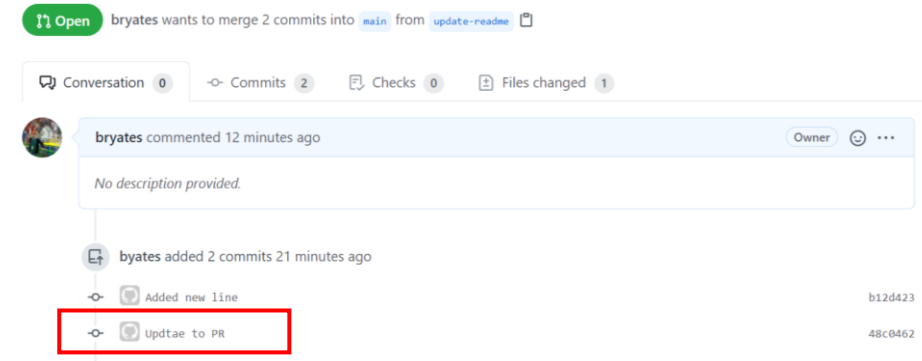 Open bryates wants to merge 2 commits into main from update-readme
Conversation 0 Commits 2 Checks 0 Files changed 1
bryates commented 12 minutes ago Owner
No description provided.
byates added 2 commits 21 minutes ago
Added new line b12d423
Updtae to PR 48c0462